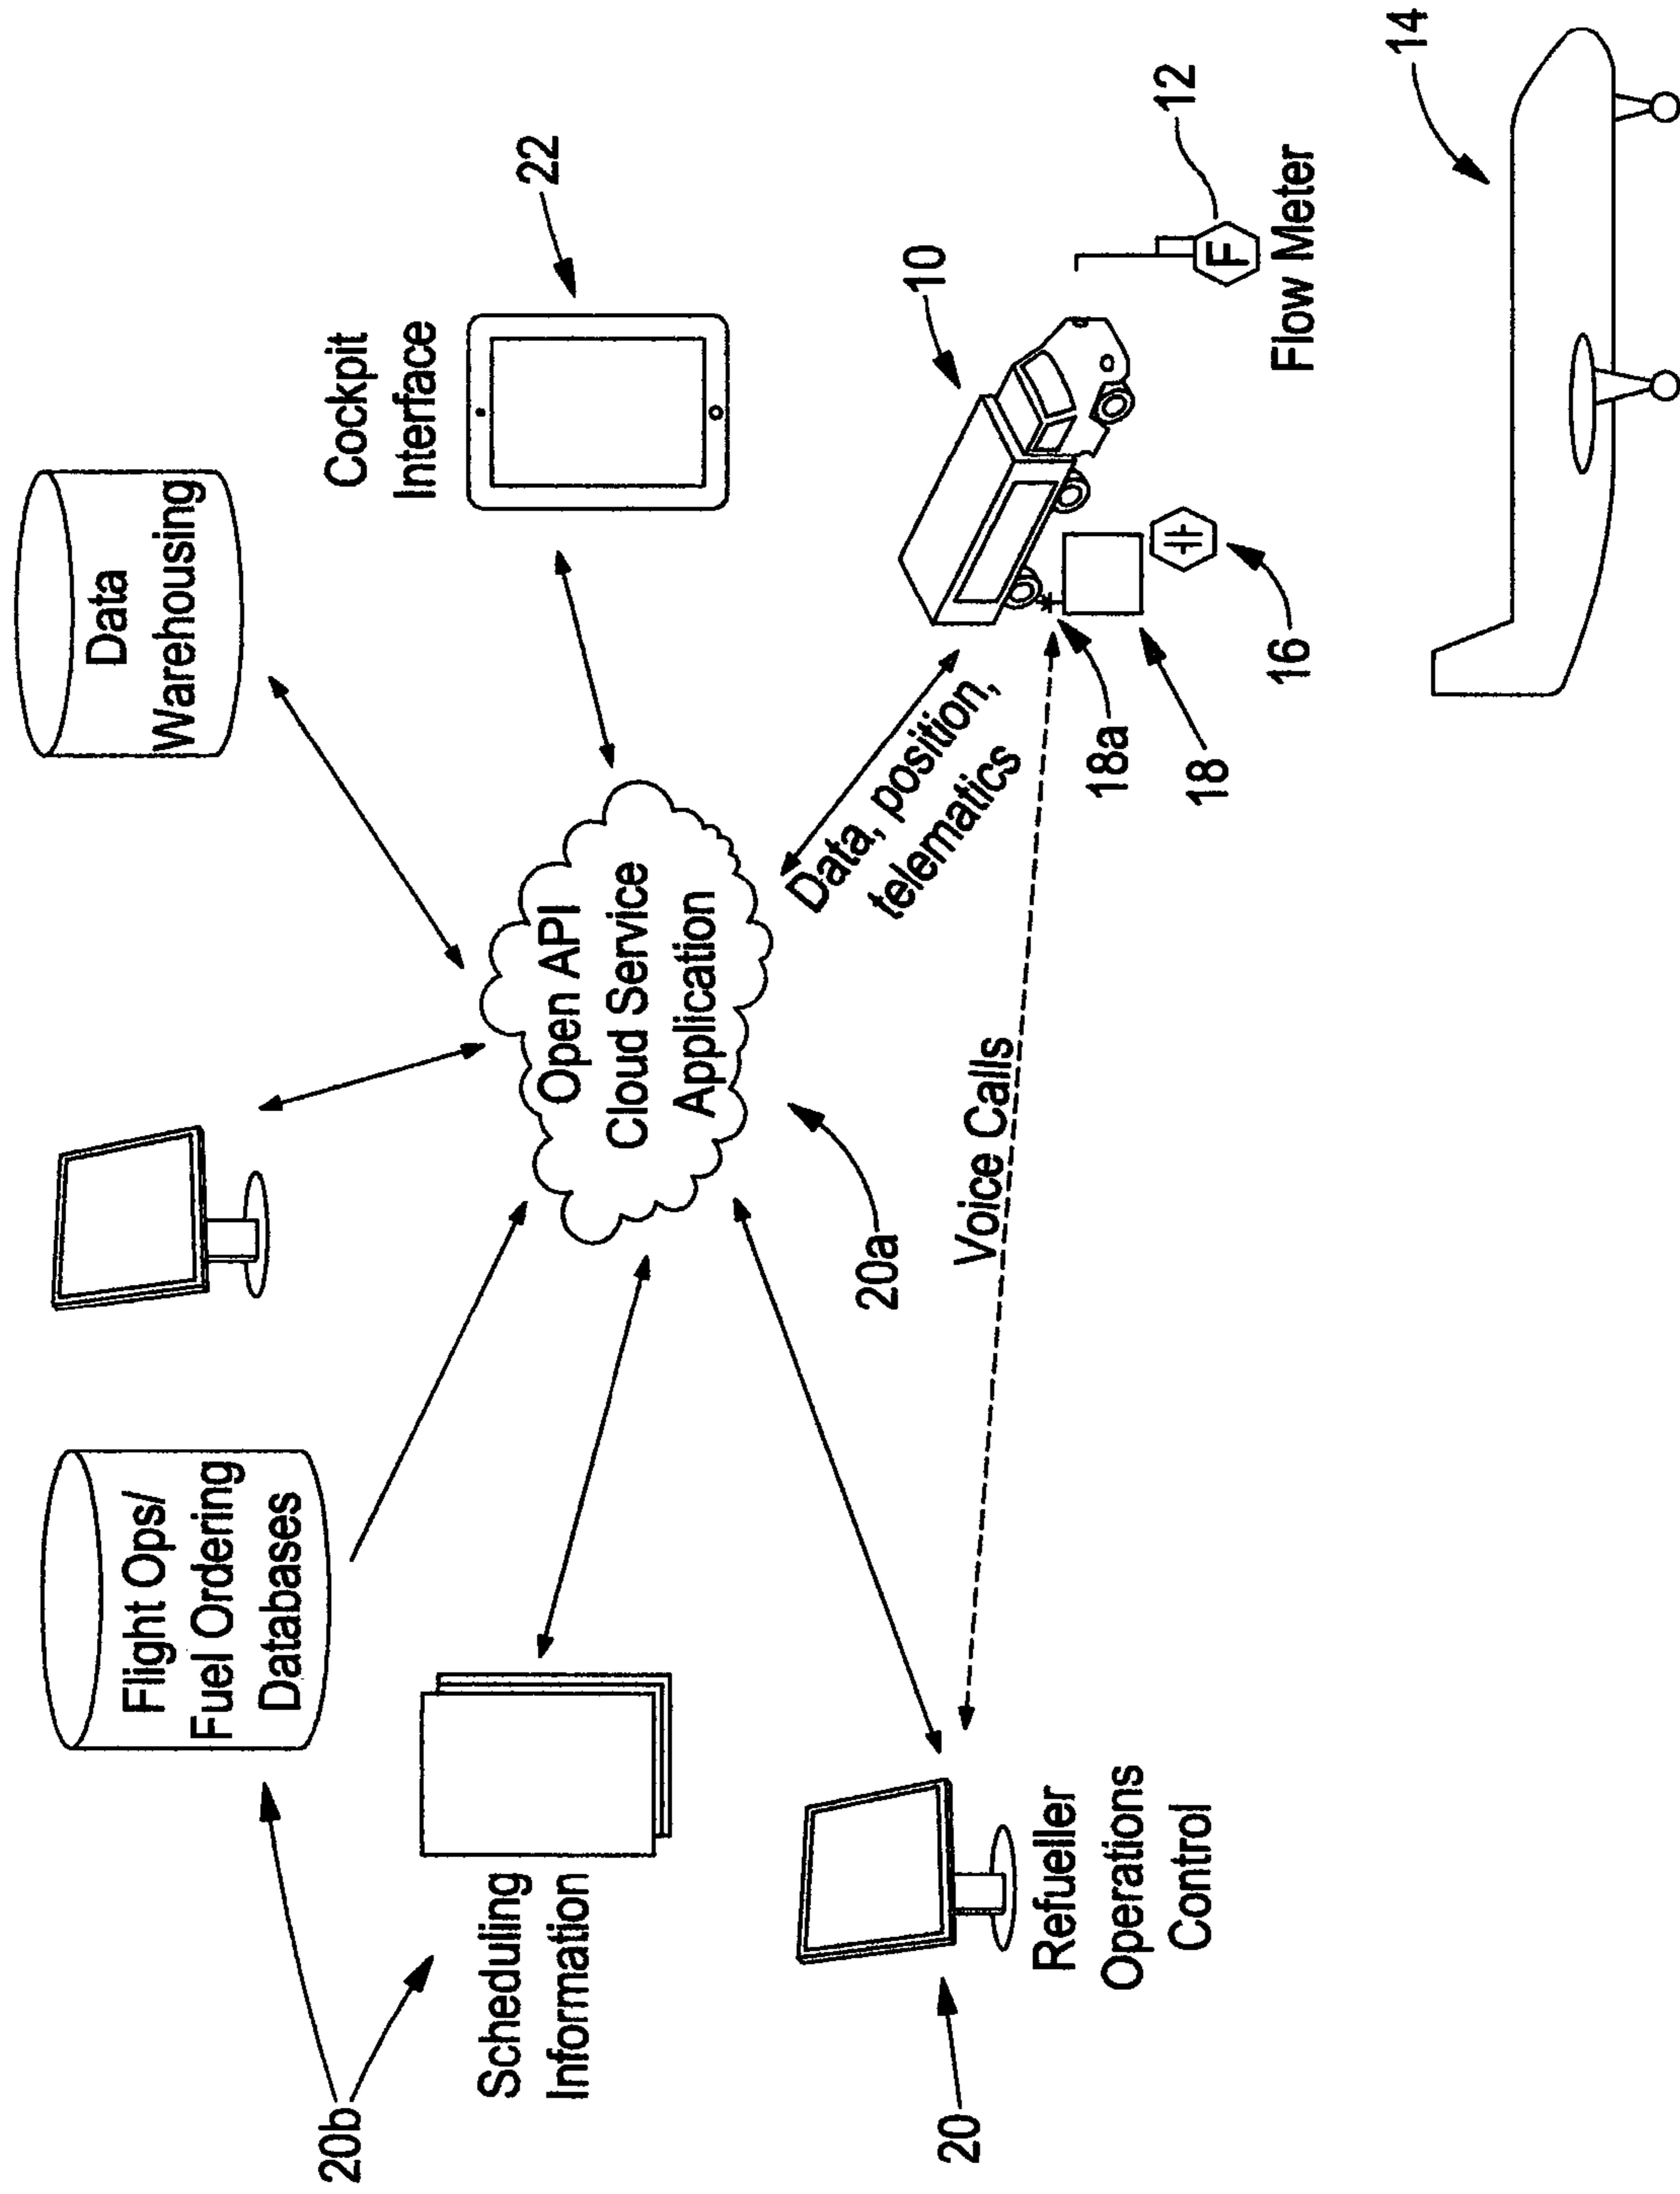 20b
Flight Ops/
Fuel Ordering
Databases
Data
Warehousing
Scheduling
Information
Open API
Cloud Service
Application
Cockpit
Interface
22
20
Refueller
Operations
Control
20a
Voice Calls
Data, position,
telematics
10
18a
18
16
12
Flow Meter
F
14